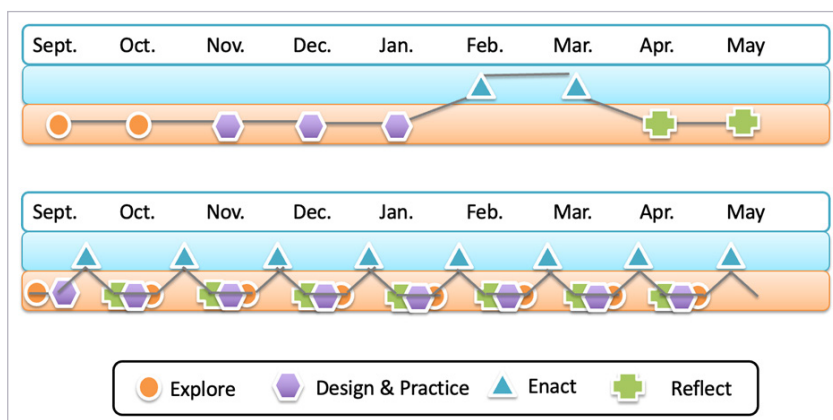 Sept. Oct. Nov. Dec. Jan. Feb. Mar. Apr. May
Sept. Oct. Nov. Dec. Jan. Feb. Mar. Apr. May
Explore Design & Practice Enact Reflect